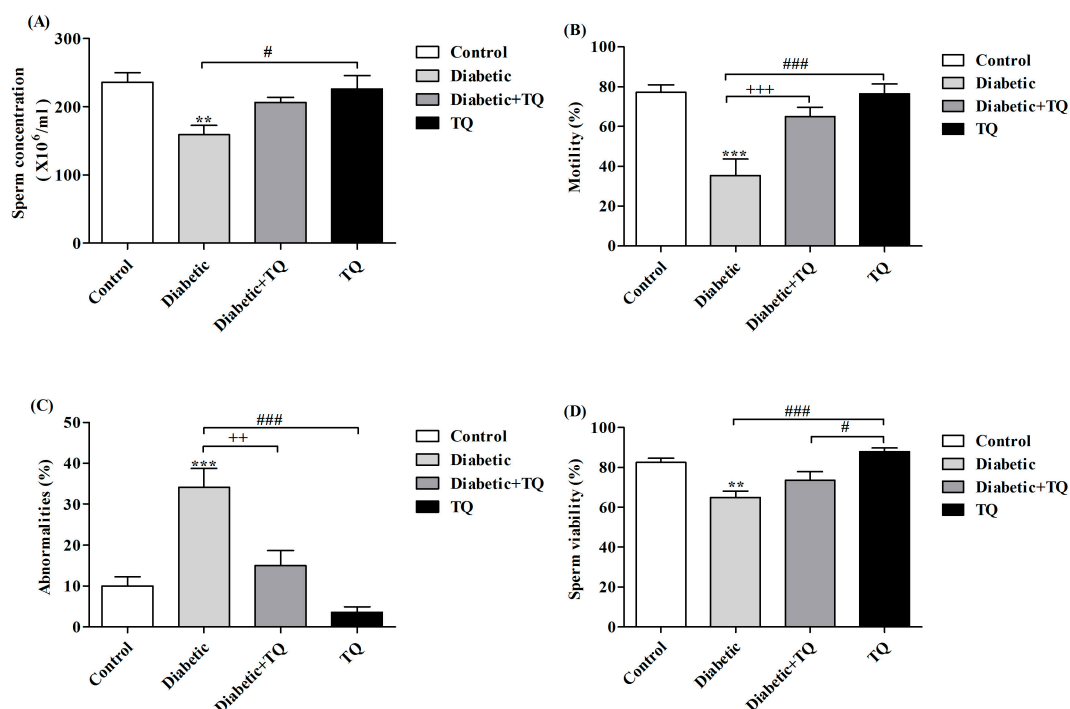 (A)
Sperm concentration
(X10^6/ml)
300
200
100
0
#
**
Control
Diabetic
Diabetic+TQ
TQ
Control
Diabetic
Diabetic+TQ
TQ
(B)
Motility (%)
100
80
60
40
20
0
###
+++
***
Control
Diabetic
Diabetic+TQ
TQ
Control
Diabetic
Diabetic+TQ
TQ
(C)
Abnormalities (%)
50
40
30
20
10
0
###
++
***
Control
Diabetic
Diabetic+TQ
TQ
Control
Diabetic
Diabetic+TQ
TQ
(D)
Sperm viability (%)
100
80
60
40
20
0
###
#
**
Control
Diabetic
Diabetic+TQ
TQ
Control
Diabetic
Diabetic+TQ
TQ